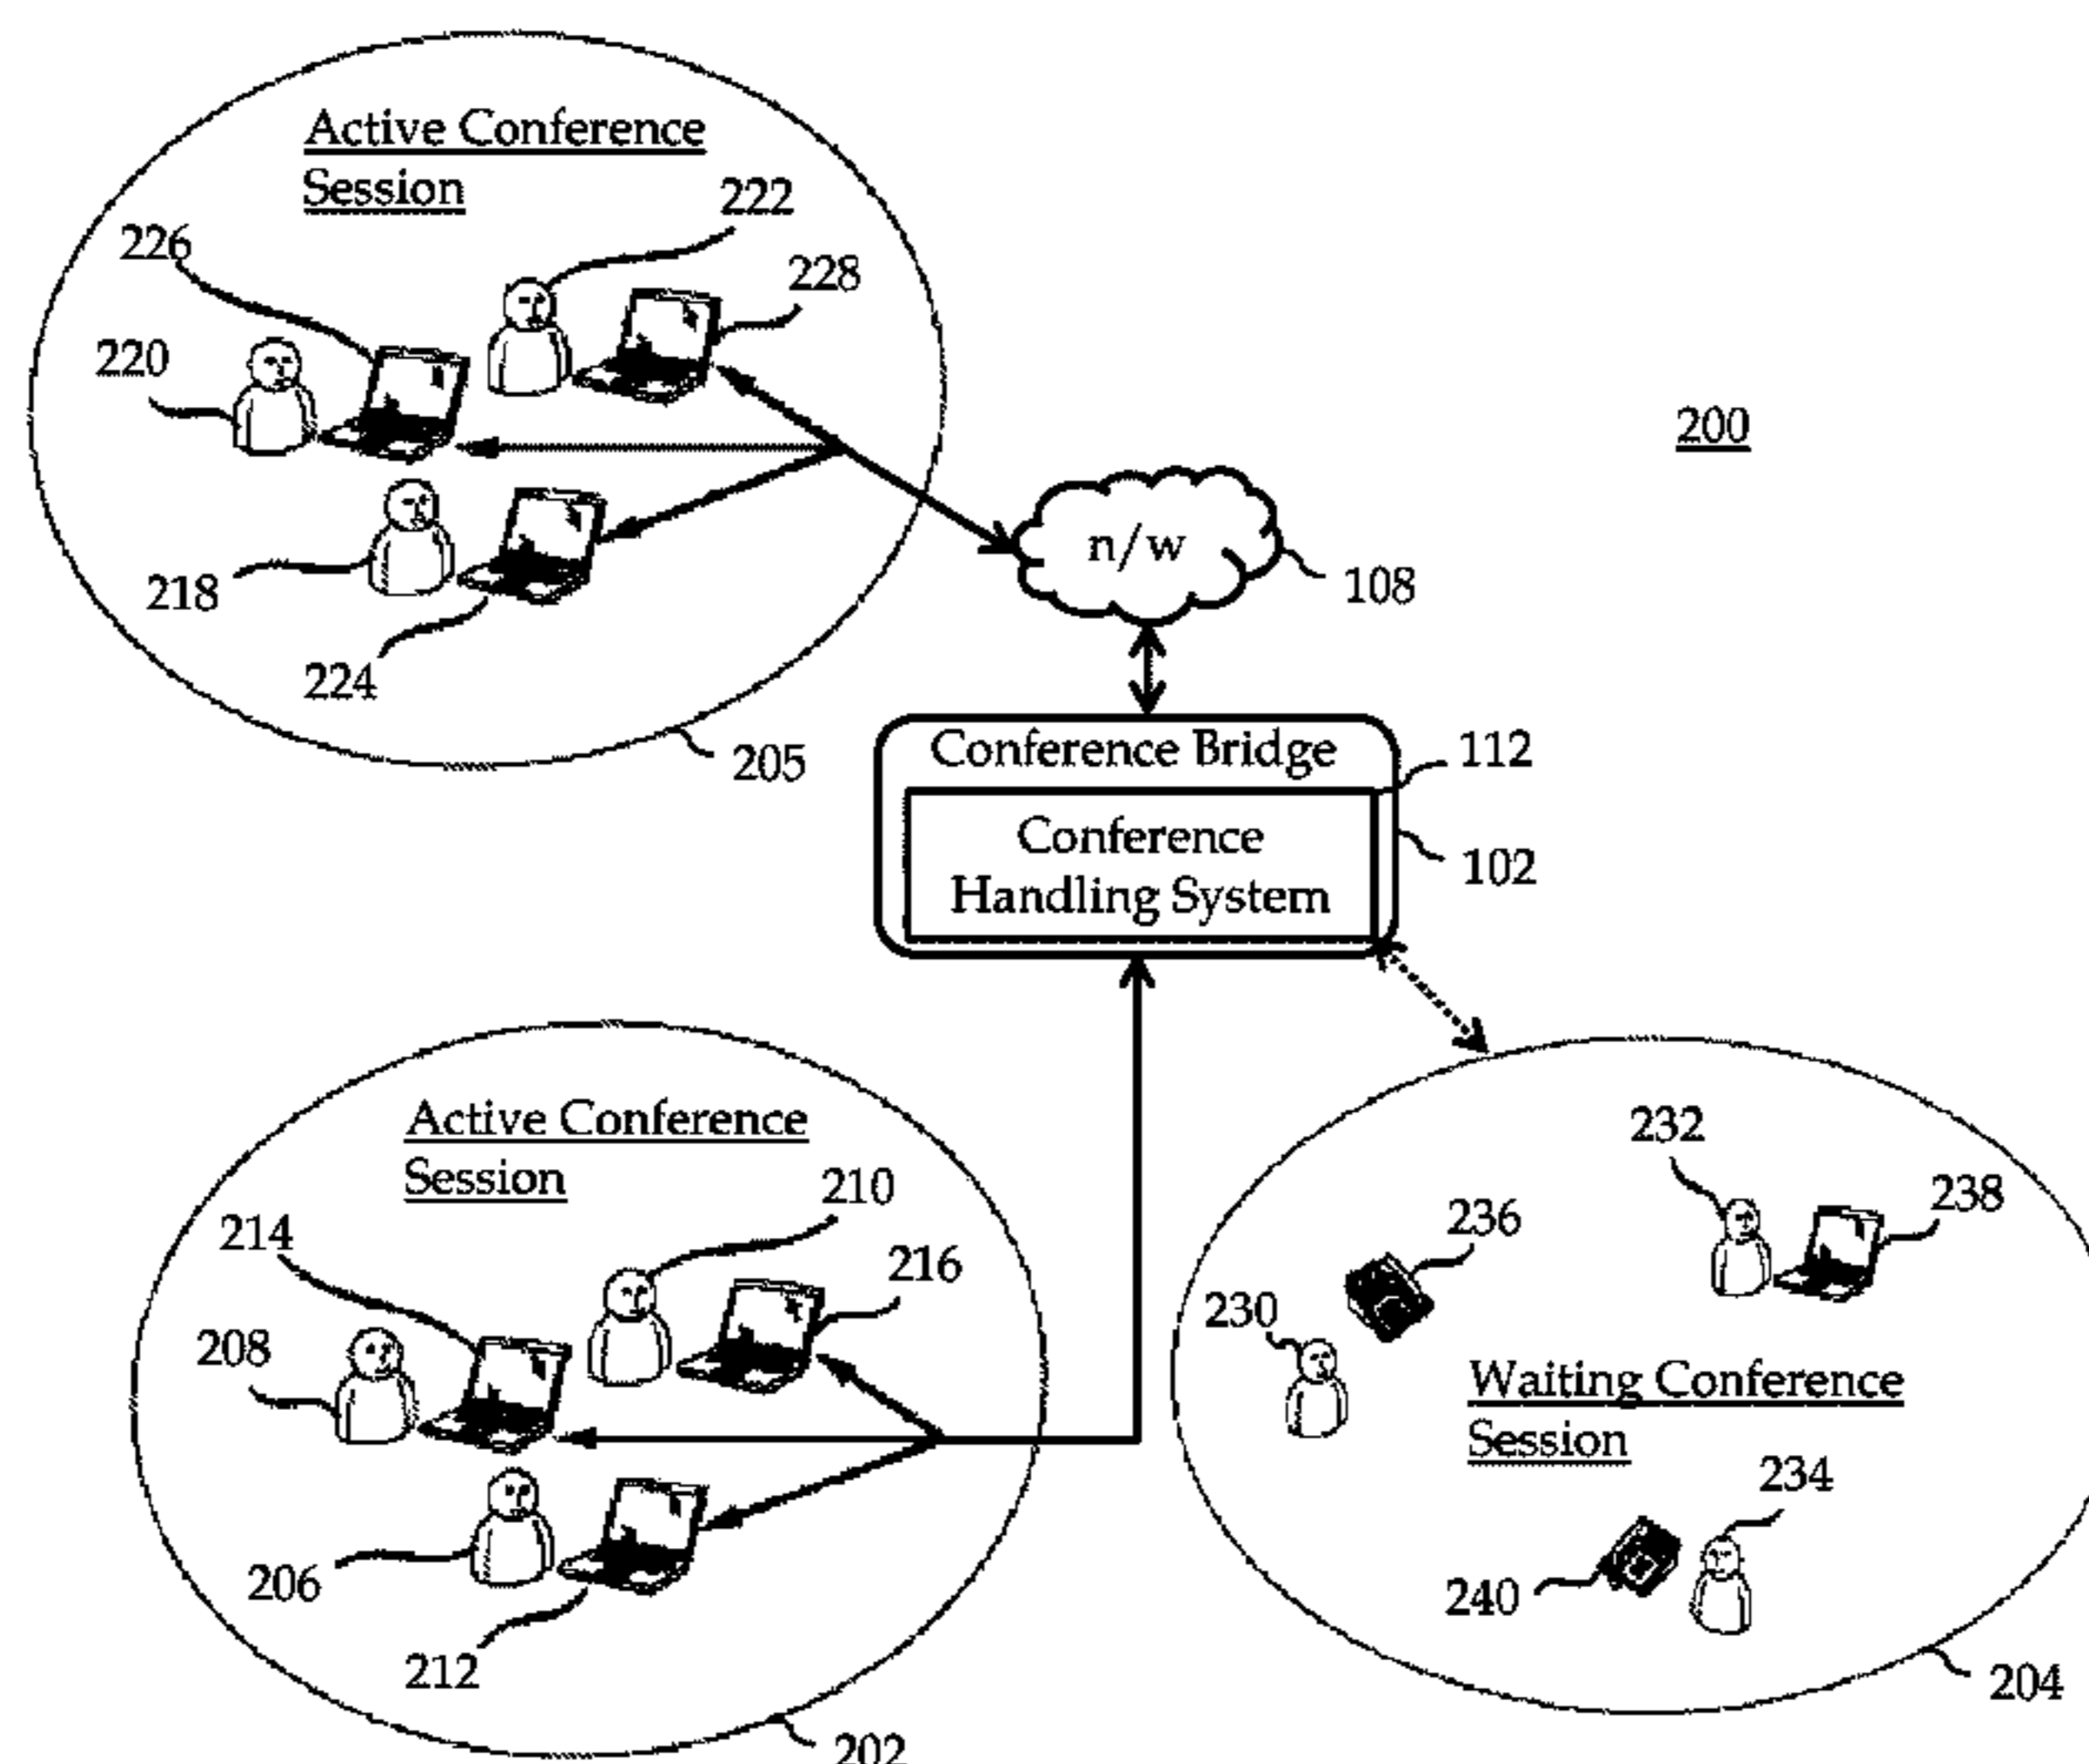 Active Conference
Session
222
226
228
220
200
n/w
108
218
224
205
Conference Bridge
112
Conference
Handling System
102
Active Conference
Session
210
214
216
208
206
212
202
232
238
236
230
Waiting Conference
Session
234
240
204